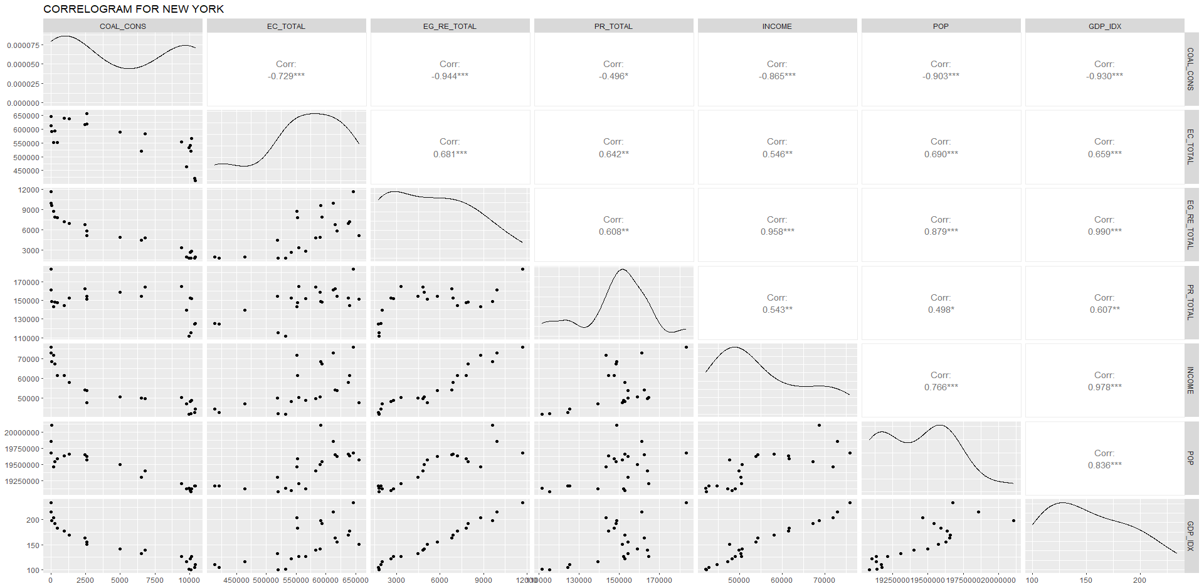 CORRELOGRAM FOR NEW YORK
COAL_CONS EC_TOTAL EG_RE_TOTAL PR_TOTAL INCOME POP GDP_IDX
0.000075
0.000050
0.000025
0.000000
Corr:
-0.729***
Corr:
-0.944***
Corr:
-0.496*
Corr:
-0.865***
Corr:
-0.903***
Corr:
-0.930***
COAL_CONS
650000
600000
550000
500000
450000
Corr:
0.681***
Corr:
0.642**
Corr:
0.546**
Corr:
0.690***
Corr:
0.659***
EC_TOTAL
12000
9000
6000
3000
Corr:
0.608**
Corr:
0.958***
Corr:
0.879***
Corr:
0.990***
EG_RE_TOTAL
170000
150000
130000
110000
Corr:
0.543**
Corr:
0.498*
Corr:
0.607**
PR_TOTAL
70000
60000
50000
Corr:
0.766***
Corr:
0.978***
INCOME
20000000
19750000
19500000
19250000
Corr:
0.836***
POP
200
150
100
GDP_IDX
0 2500 5000 7500 10000 450000 500000 550000 600000 650000 3000 6000 9000 12000 110000 130000 150000 170000 50000 60000 70000 19250000 19500000 19750000 20000000 100 150 200